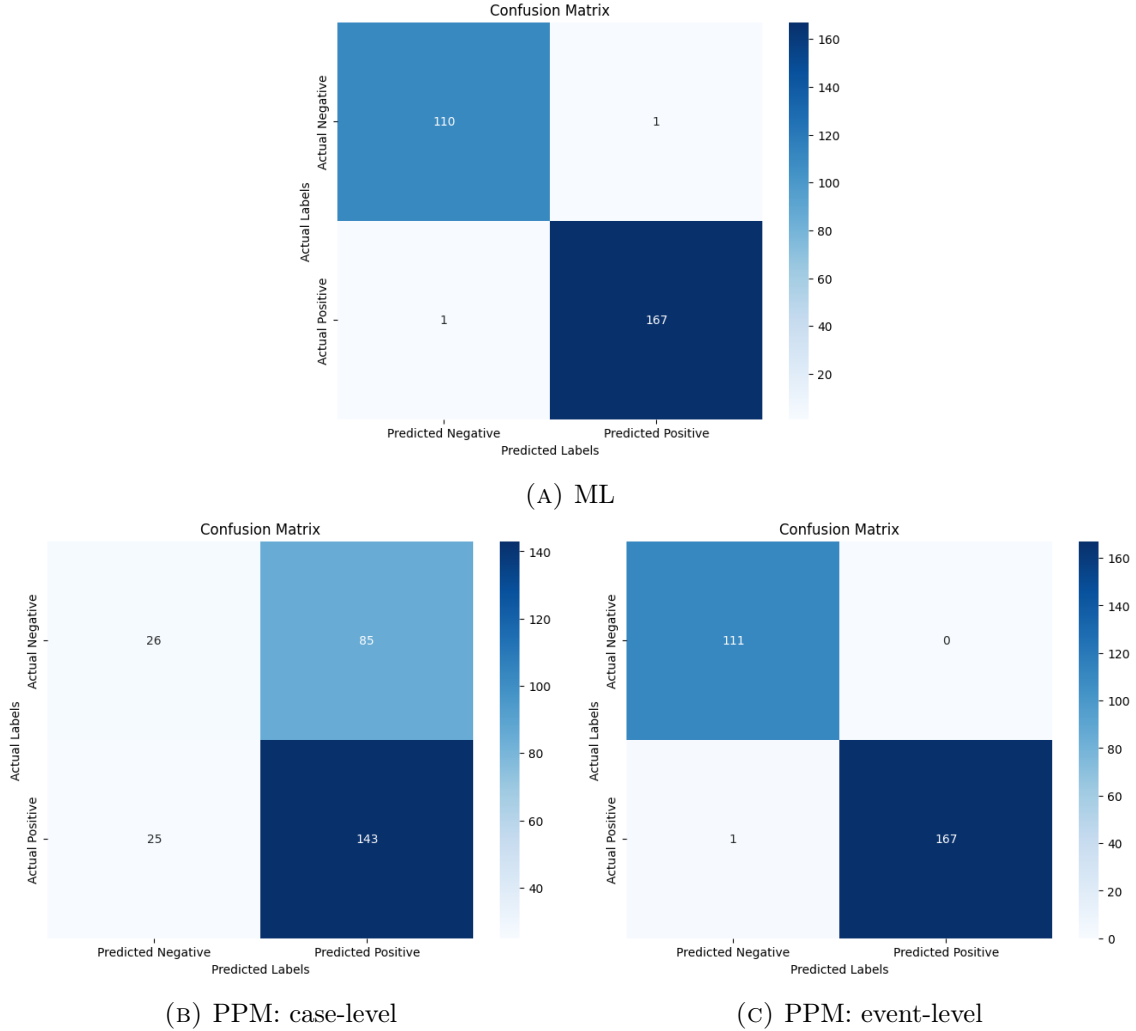 Confusion Matrix
Actual Labels
Actual Negative
Actual Positive
110
1
1
167
Predicted Negative
Predicted Positive
Predicted Labels
160
140
120
100
80
60
40
20
(A) ML
Confusion Matrix
Actual Labels
Actual Negative
Actual Positive
26
85
25
143
Predicted Negative
Predicted Positive
Predicted Labels
140
120
100
80
60
40
(B) PPM: case-level
Confusion Matrix
Actual Labels
Actual Negative
Actual Positive
111
0
1
167
Predicted Negative
Predicted Positive
Predicted Labels
160
140
120
100
80
60
40
20
0
(C) PPM: event-level